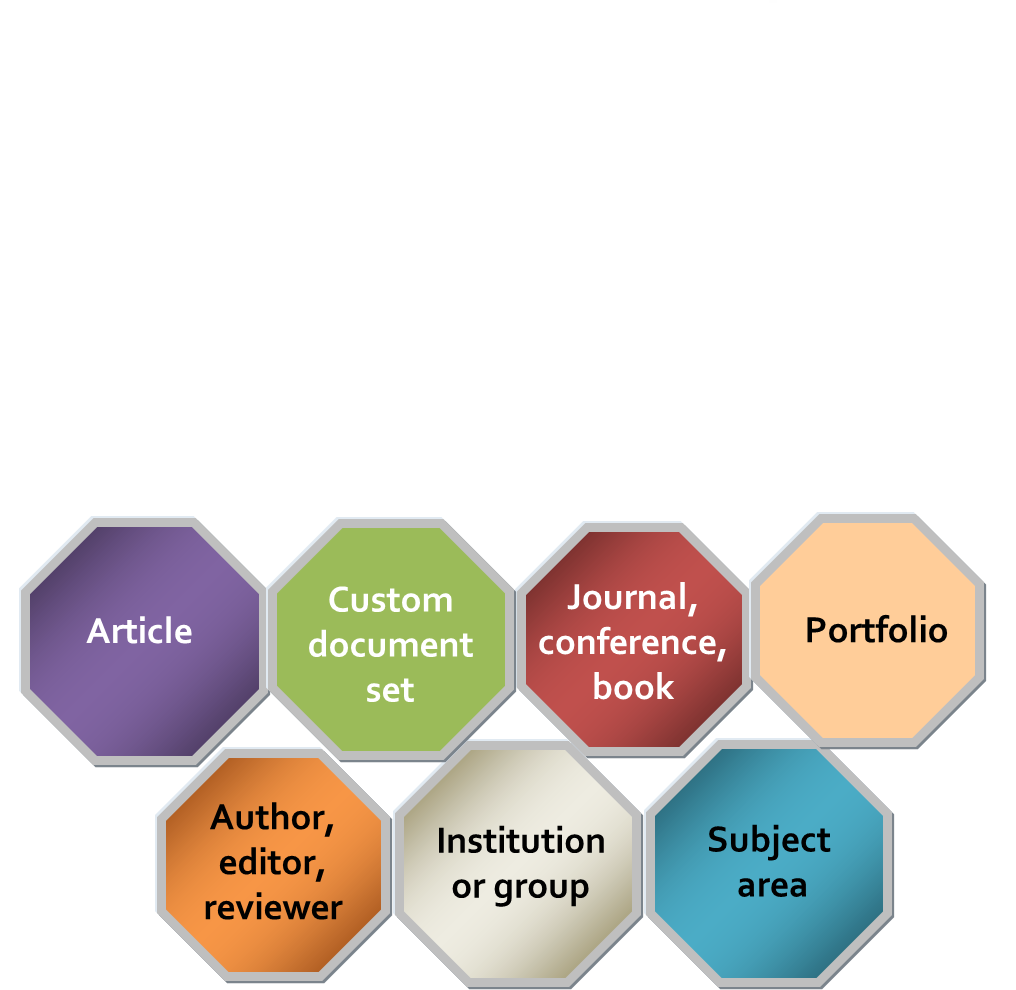 Article
Custom
document
set
Journal,
conference,
book
Portfolio
Author,
editor,
reviewer
Institution
or group
Subject
area